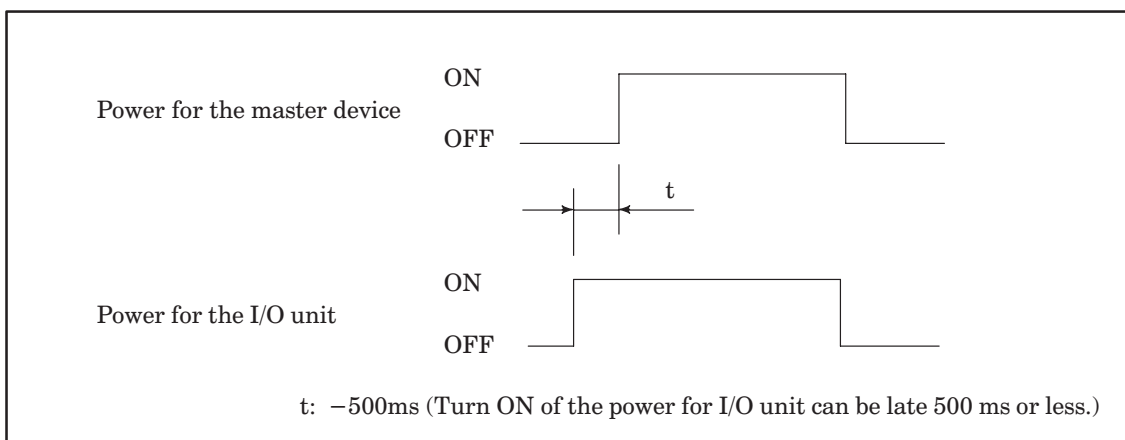 ON
Power for the master device
OFF
t
ON
Power for the I/O unit
OFF
t: −500ms (Turn ON of the power for I/O unit can be late 500 ms or less.)